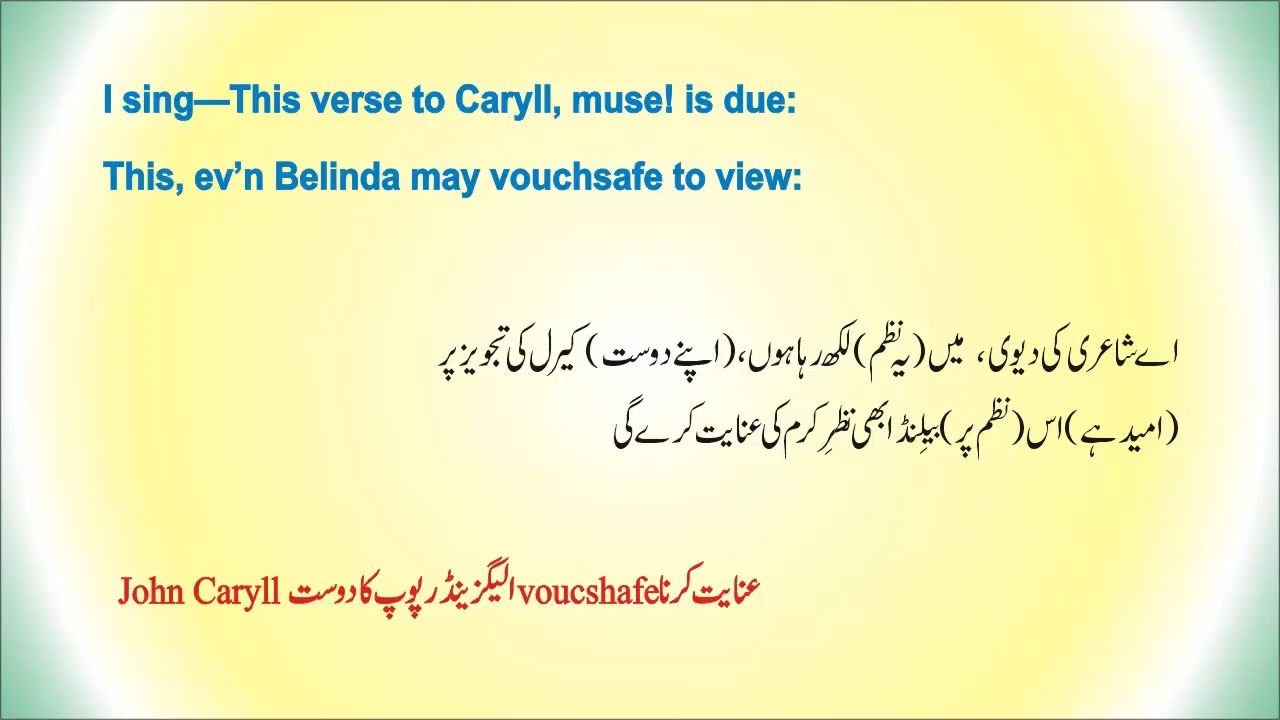 I sing—This verse to Caryll, muse! is due:
This, ev’n Belinda may vouchsafe to view:
اے شاعری کی دیوی، میں (یہ نظم) لکھ رہا ہوں، (اپنے دوست) کیرل کی تجویز پر
(امید ہے) اس (نظم پر) بیلِنڈا بھی نظرِ کرم کی عنایت کرے گی
John Caryll الیگزینڈر پوپ کا دوست voucshafe عنایت کرنا